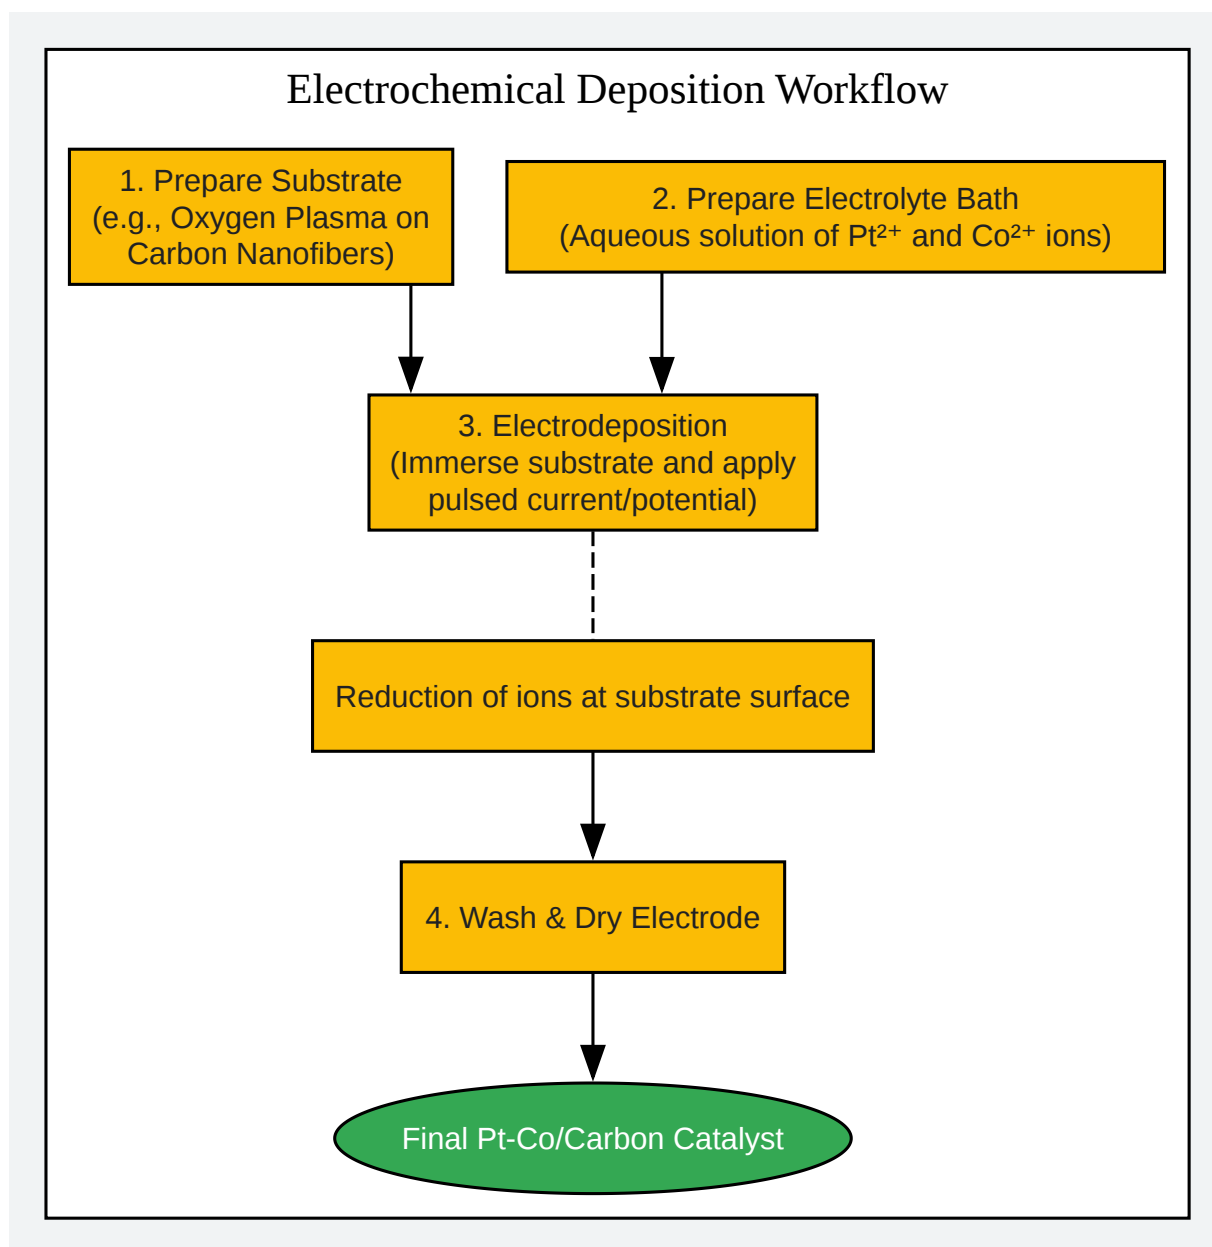 Electrochemical Deposition Workflow
1. Prepare Substrate
(e.g., Oxygen Plasma on
Carbon Nanofibers)
2. Prepare Electrolyte Bath
(Aqueous solution of Pt²⁺ and Co²⁺ ions)
3. Electrodeposition
(Immerse substrate and apply
pulsed current/potential)
Reduction of ions at substrate surface
4. Wash & Dry Electrode
Final Pt-Co/Carbon Catalyst